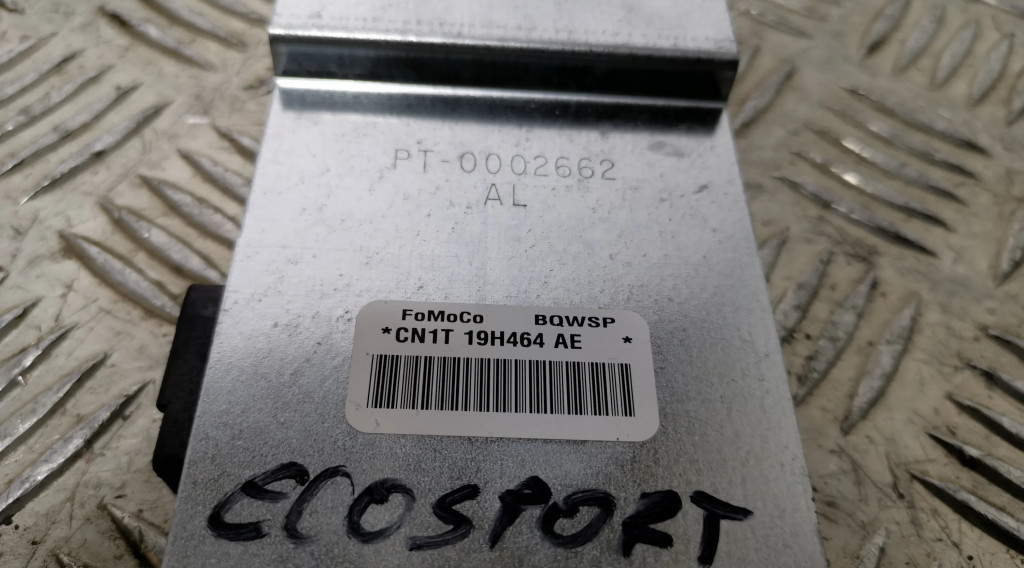 PT-0002662
AL
FoMoCo BQWSP
*CN1T 19H464 AE *
ECOSPORT